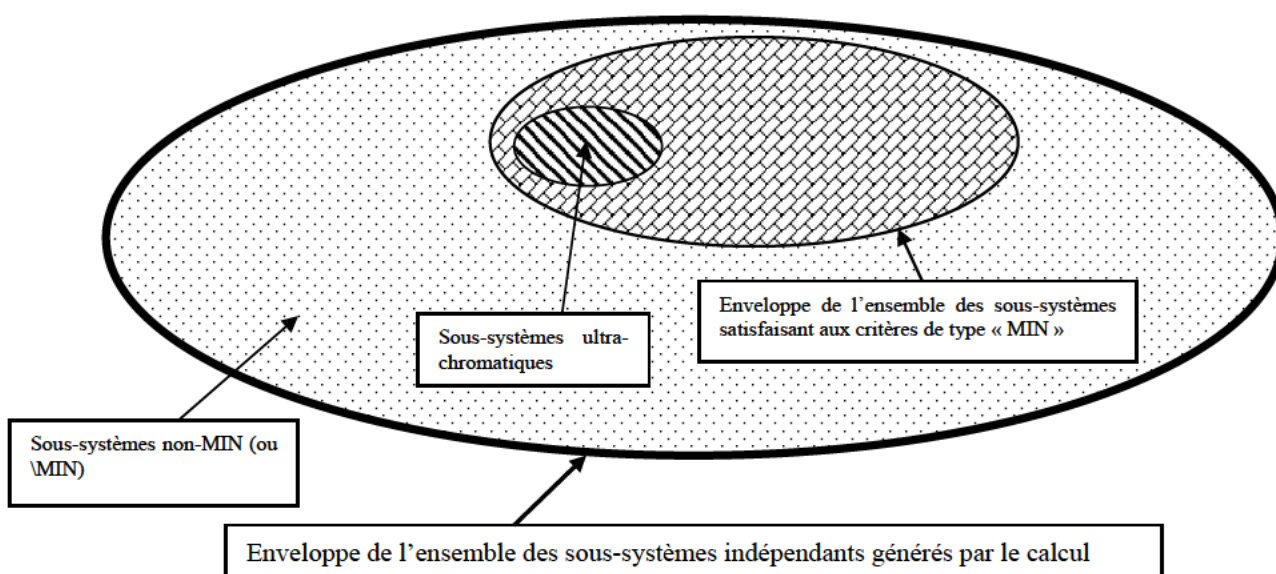 Enveloppe de l’ensemble des sous-systèmes
satisfaisant aux critères de type « MIN »
Sous-systèmes ultra-
chromatiques
Sous-systèmes non-MIN (ou
\MIN)
Enveloppe de l’ensemble des sous-systèmes indépendants générés par le calcul